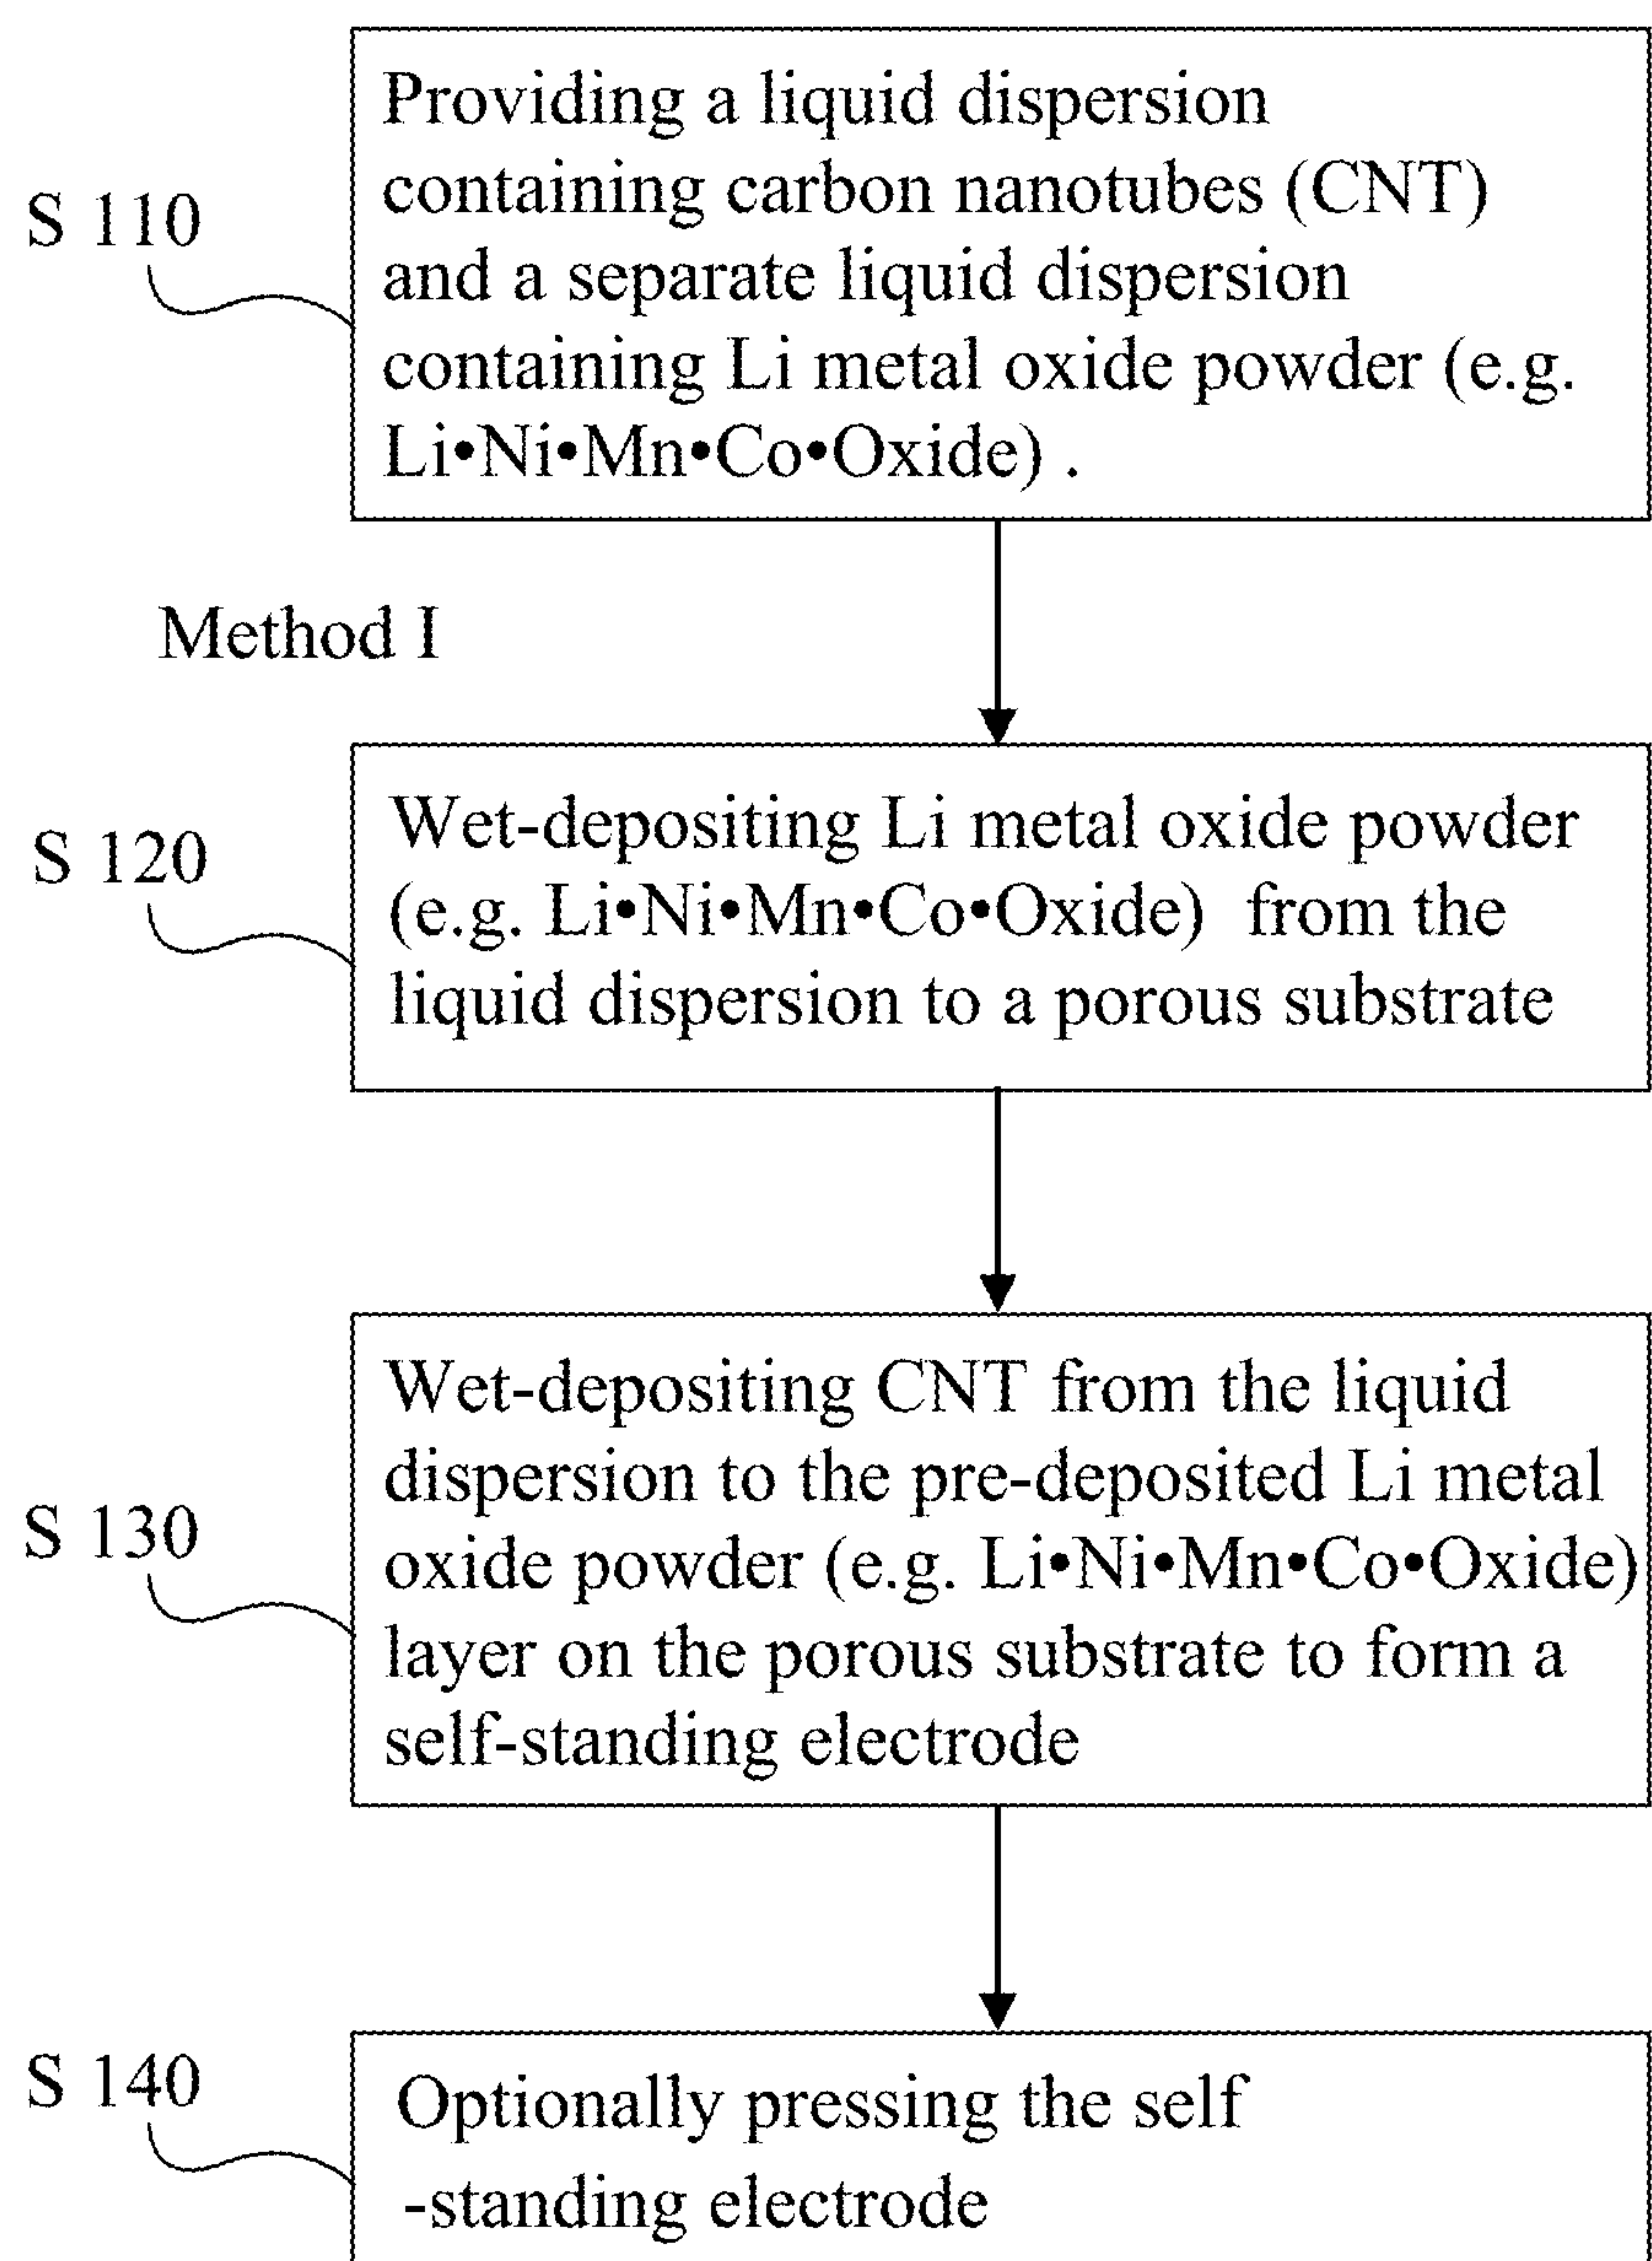 Providing a liquid dispersion
containing carbon nanotubes (CNT)
S 110
and a separate liquid dispersion
containing Li metal oxide powder (e.g.
Li•Ni•Mn•Co•Oxide) .
Method I
Wet-depositing Li metal oxide powder
S 120
(e.g. Li•Ni•Mn•Co•Oxide) from the
liquid dispersion to a porous substrate
Wet-depositing CNT from the liquid
dispersion to the pre-deposited Li metal
S 130
oxide powder (e.g. Li•Ni•Mn•Co•Oxide)
layer on the porous substrate to form a
self-standing electrode
S 140
Optionally pressing the self
-standing electrode